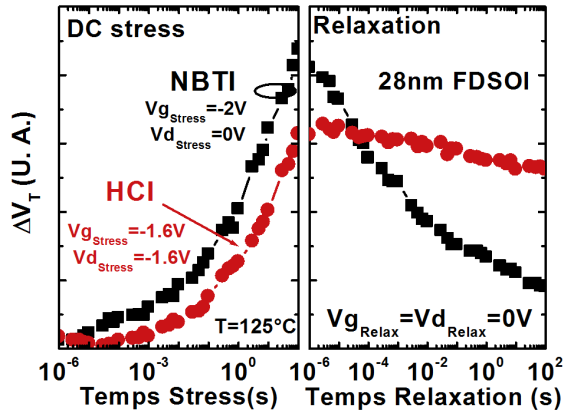 DC stress
Relaxation
NBTI
Vg_Stress=-2V
Vd_Stress=0V
28nm FDSOI
HCI
Vg_Stress=-1.6V
Vd_Stress=-1.6V
T=125°C
Vg_Relax=Vd_Relax=0V
ΔV_T (U. A.)
10^-6 10^-3 10^0 10^-6 10^-4 10^-2 10^0 10^2
Temps Stress(s) Temps Relaxation (s)